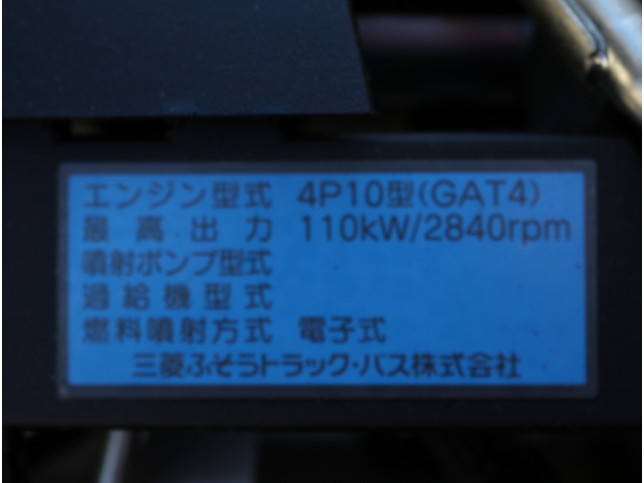 エンジン型式 4P10型(GAT4)
最高出力 110kW/2840rpm
噴射ポンプ型式
過給機型式
燃料噴射方式 電子式
三菱ふそうトラック・バス株式会社